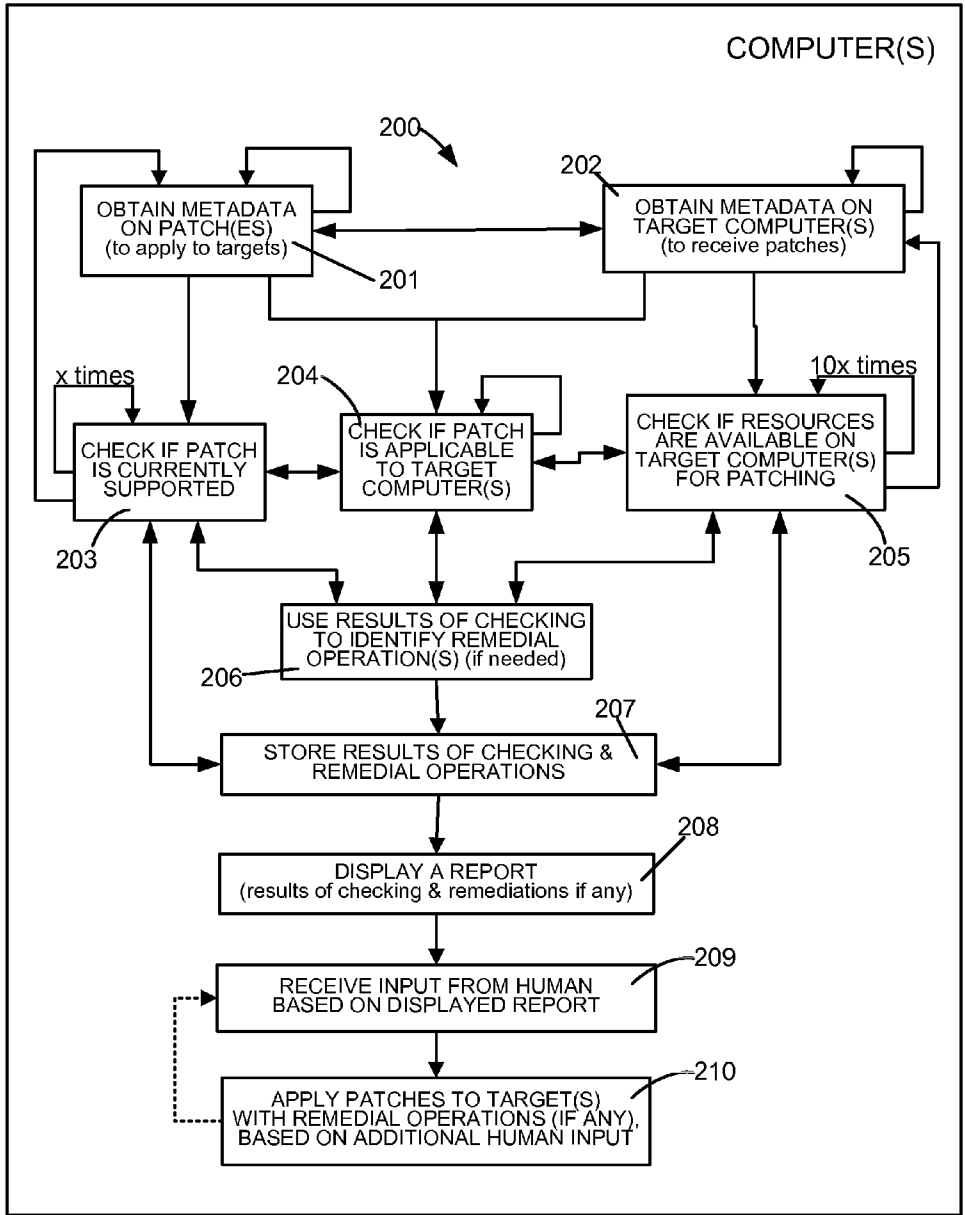 COMPUTER(S)
200
202
OBTAIN METADATA
ON PATCH(ES)
(to apply to targets)
201
OBTAIN METADATA ON
TARGET COMPUTER(S)
(to receive patches)
x times
204
10x times
CHECK IF PATCH
IS CURRENTLY
SUPPORTED
203
CHECK IF PATCH
IS APPLICABLE
TO TARGET
COMPUTER(S)
CHECK IF RESOURCES
ARE AVAILABLE ON
TARGET COMPUTER(S)
FOR PATCHING
205
USE RESULTS OF CHECKING
TO IDENTIFY REMEDIAL
OPERATION(S) (if needed)
206
207
STORE RESULTS OF CHECKING &
REMEDIAL OPERATIONS
208
DISPLAY A REPORT
(results of checking & remediations if any)
209
RECEIVE INPUT FROM HUMAN
BASED ON DISPLAYED REPORT
210
APPLY PATCHES TO TARGET(S)
WITH REMEDIAL OPERATIONS (IF ANY),
BASED ON ADDITIONAL HUMAN INPUT